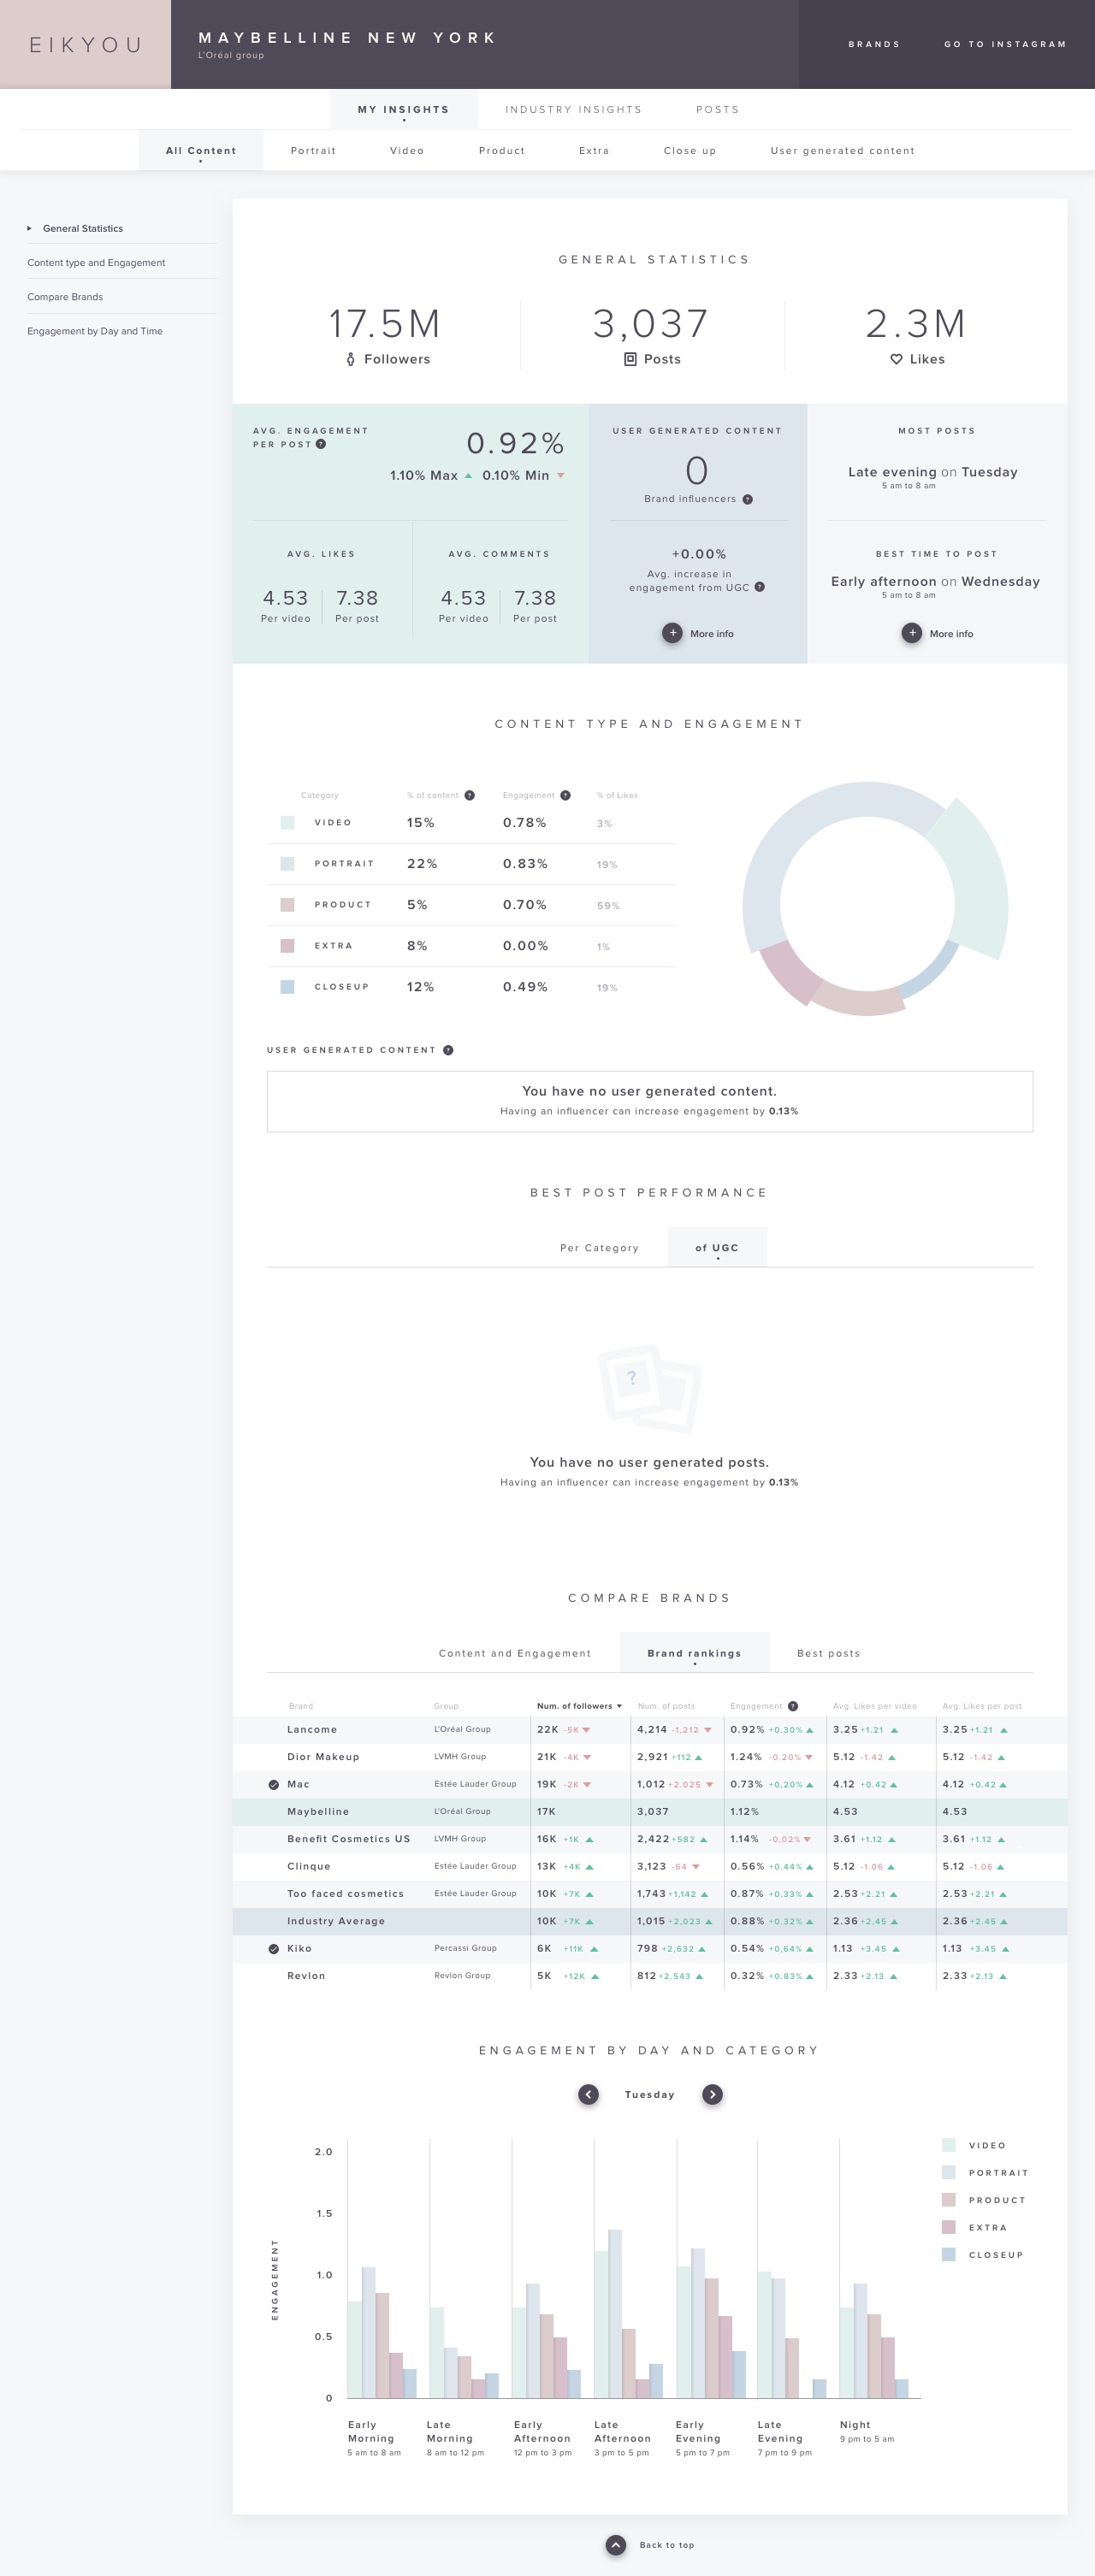 EIKYOU
MAYBELLINE NEW YORK
L'Oréal group
BRANDS
GO TO INSTAGRAM
MY INSIGHTS
INDUSTRY INSIGHTS
POSTS
All Content
Portrait
Video
Product
Extra
Close up
User generated content
General Statistics
Content type and Engagement
Compare Brands
Engagement by Day and Time
GENERAL STATISTICS
17.5M
Followers
3,037
Posts
2.3M
Likes
AVG. ENGAGEMENT
PER POST ?
0.92%
1.10% Max 0.10% Min
AVG. LIKES
4.53
Per video
7.38
Per post
AVG. COMMENTS
4.53
Per video
7.38
Per post
USER GENERATED CONTENT
0
Brand influencers ?
+0.00%
Avg. increase in
engagement from UGC ?
+ More info
MOST POSTS
Late evening on Tuesday
5 am to 8 am
BEST TIME TO POST
Early afternoon on Wednesday
5 am to 8 am
+ More info
CONTENT TYPE AND ENGAGEMENT
Category % of content ? Engagement ? % of Likes
VIDEO 15% 0.78% 3%
PORTRAIT 22% 0.83% 19%
PRODUCT 5% 0.70% 59%
EXTRA 8% 0.00% 1%
CLOSEUP 12% 0.49% 19%
USER GENERATED CONTENT ?
You have no user generated content.
Having an influencer can increase engagement by 0.13%
BEST POST PERFORMANCE
Per Category
of UGC
?
You have no user generated posts.
Having an influencer can increase engagement by 0.13%
COMPARE BRANDS
Content and Engagement
Brand rankings
Best posts
Brand Group Num. of followers Num. of posts Engagement ? Avg. Likes per video Avg. Likes per post
Lancome L'Oréal Group 22K -5K 4,214 -1,212 0.92% +0.30% 3.25 +1.21 3.25 +1.21
Dior Makeup LVMH Group 21K -4K 2,921 +112 1.24% -0.20% 5.12 -1.42 5.12 -1.42
Mac Estée Lauder Group 19K -2K 1,012 +2.025 0.73% +0,20% 4.12 +0.42 4.12 +0.42
Maybelline L'Oréal Group 17K 3,037 1.12% 4.53 4.53
Benefit Cosmetics US LVMH Group 16K +1K 2,422 +582 1.14% -0.02% 3.61 +1.12 3.61 +1.12
Clinque Estée Lauder Group 13K +4K 3,123 -64 0.56% +0.44% 5.12 -1.06 5.12 -1.06
Too faced cosmetics Estée Lauder Group 10K +7K 1,743 +1,142 0.87% +0.33% 2.53 +2.21 2.53 +2.21
Industry Average 10K +7K 1,015 +2,023 0.88% +0.32% 2.36 +2.45 2.36 +2.45
Kiko Percassi Group 6K +11K 798 +2,632 0.54% +0,64% 1.13 +3.45 1.13 +3.45
Revlon Revlon Group 5K +12K 812 +2.543 0.32% +0.83% 2.33 +2.13 2.33 +2.13
ENGAGEMENT BY DAY AND CATEGORY
Tuesday
ENGAGEMENT
2.0
1.5
1.0
0.5
0
VIDEO
PORTRAIT
PRODUCT
EXTRA
CLOSEUP
Early
Morning
5 am to 8 am
Late
Morning
8 am to 12 pm
Early
Afternoon
12 pm to 3 pm
Late
Afternoon
3 pm to 5 pm
Early
Evening
5 pm to 7 pm
Late
Evening
7 pm to 9 pm
Night
9 pm to 5 am
Back to top